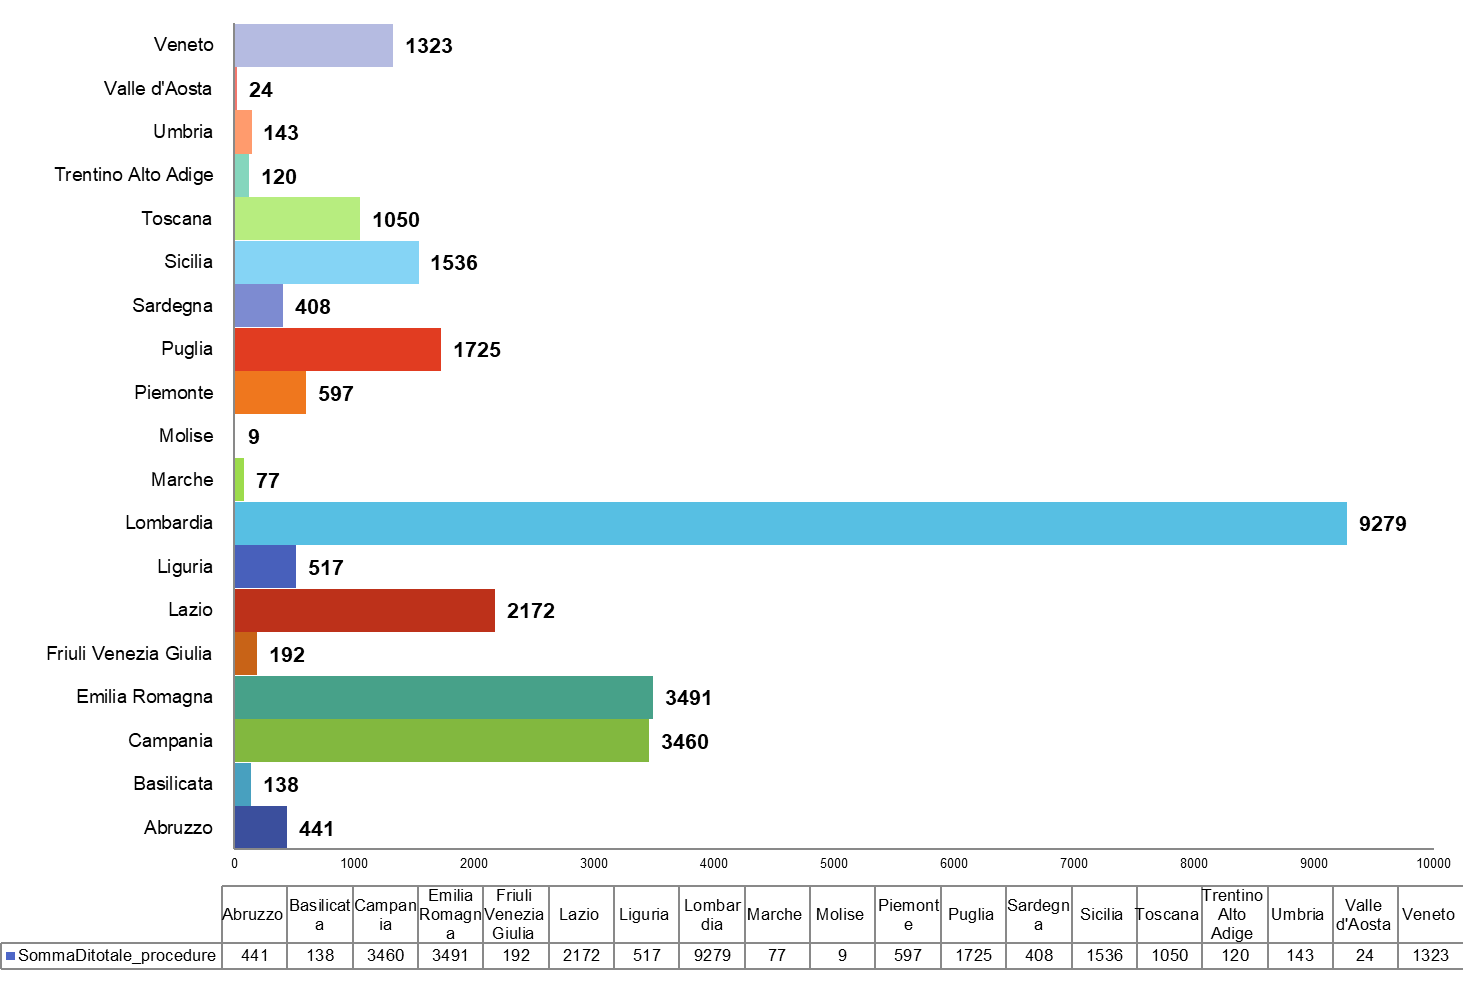 Veneto 1323
Valle d'Aosta 24
Umbria 143
Trentino Alto Adige 120
Toscana 1050
Sicilia 1536
Sardegna 408
Puglia 1725
Piemonte 597
Molise 9
Marche 77
Lombardia 9279
Liguria 517
Lazio 2172
Friuli Venezia Giulia 192
Emilia Romagna 3491
Campania 3460
Basilicata 138
Abruzzo 441
0 1000 2000 3000 4000 5000 6000 7000 8000 9000 10000
Abruzzo
Basilicat
a
Campan
ia
Emilia
Romagn
a
Friuli
Venezia
Giulia
Lazio
Liguria
Lombar
dia
Marche
Molise
Piemont
e
Puglia
Sardegn
a
Sicilia
Toscana
Trentino
Alto
Adige
Umbria
Valle
d'Aosta
Veneto
SommaDitotale_procedure 441 138 3460 3491 192 2172 517 9279 77 9 597 1725 408 1536 1050 120 143 24 1323